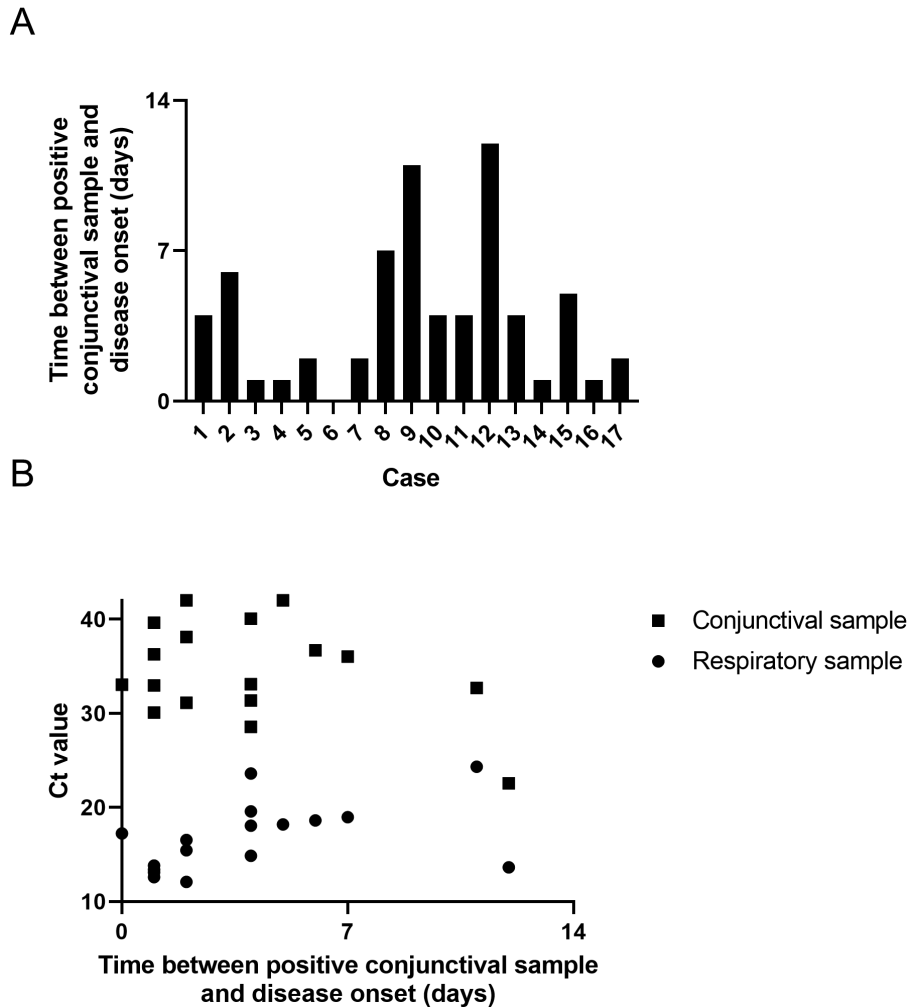 A
Time between positive
conjunctival sample and
disease onset (days)
14
7
0
1 2 3 4 5 6 7 8 9 10 11 12 13 14 15 16 17
Case
B
Ct value
40
30
20
10
0 7 14
Time between positive conjunctival sample
and disease onset (days)
Conjunctival sample
Respiratory sample